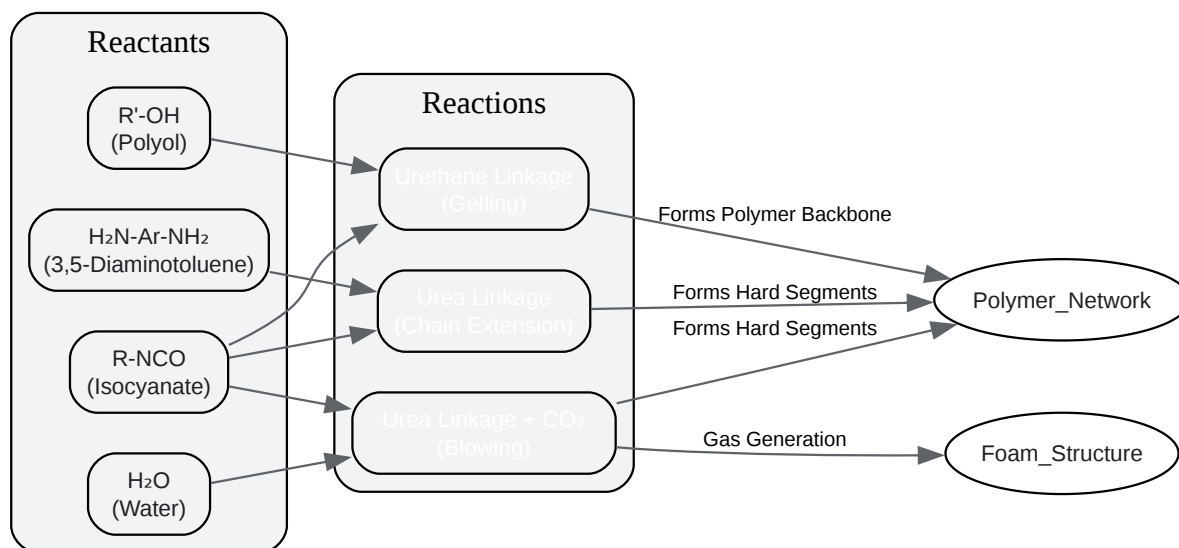 Reactants
R'-OH
(Polyol)
H₂N-Ar-NH₂
(3,5-Diaminotoluene)
R-NCO
(Isocyanate)
H₂O
(Water)
Reactions
Urethane Linkage
(Gelling)
Urea Linkage
(Chain Extension)
Urea Linkage + CO₂
(Blowing)
Forms Polymer Backbone
Forms Hard Segments
Forms Hard Segments
Gas Generation
Polymer_Network
Foam_Structure